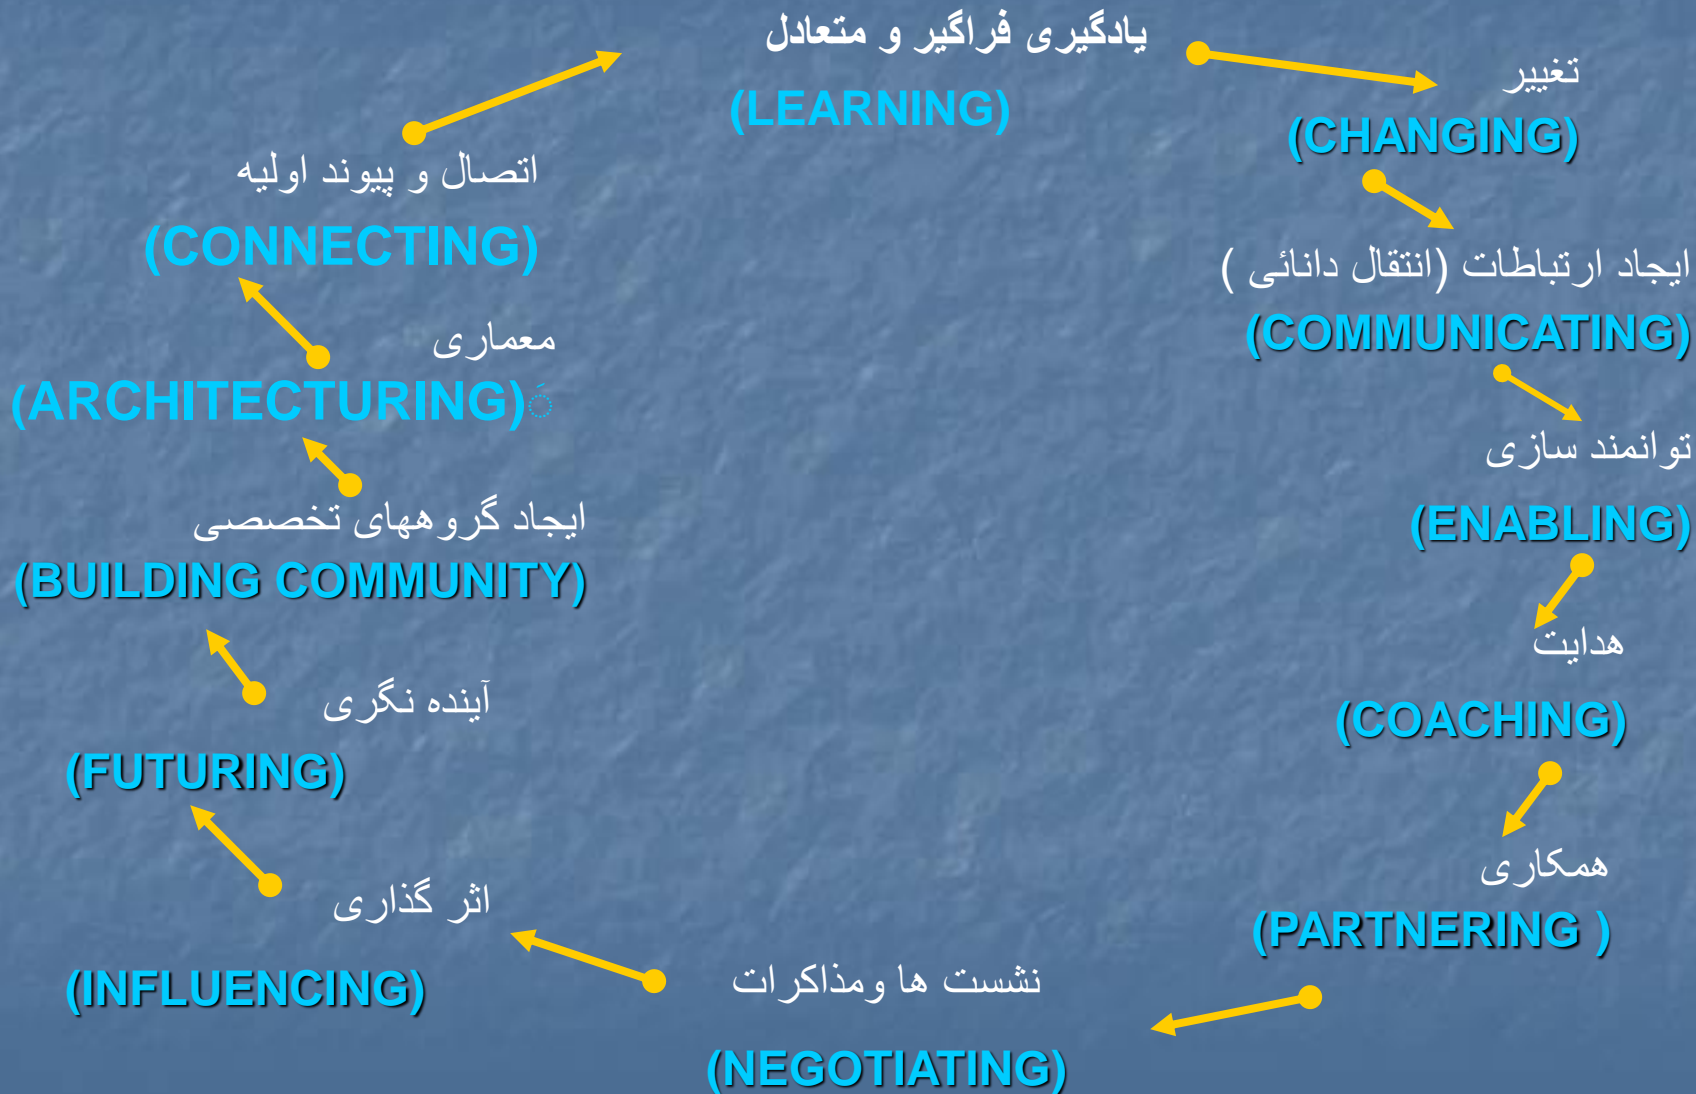 یادگیری فراگیر و متعادل
(LEARNING)
تغییر
(CHANGING)
ایجاد ارتباطات (انتقال دانائی )
(COMMUNICATING)
توانمند سازی
(ENABLING)
هدایت
(COACHING)
همکاری
(PARTNERING )
نشست ها ومذاکرات
(NEGOTIATING)
اثر گذاری
(INFLUENCING)
آینده نگری
(FUTURING)
ایجاد گروههای تخصصی
(BUILDING COMMUNITY)
معماری
(ARCHITECTURING)َ
اتصال و پیوند اولیه
(CONNECTING)